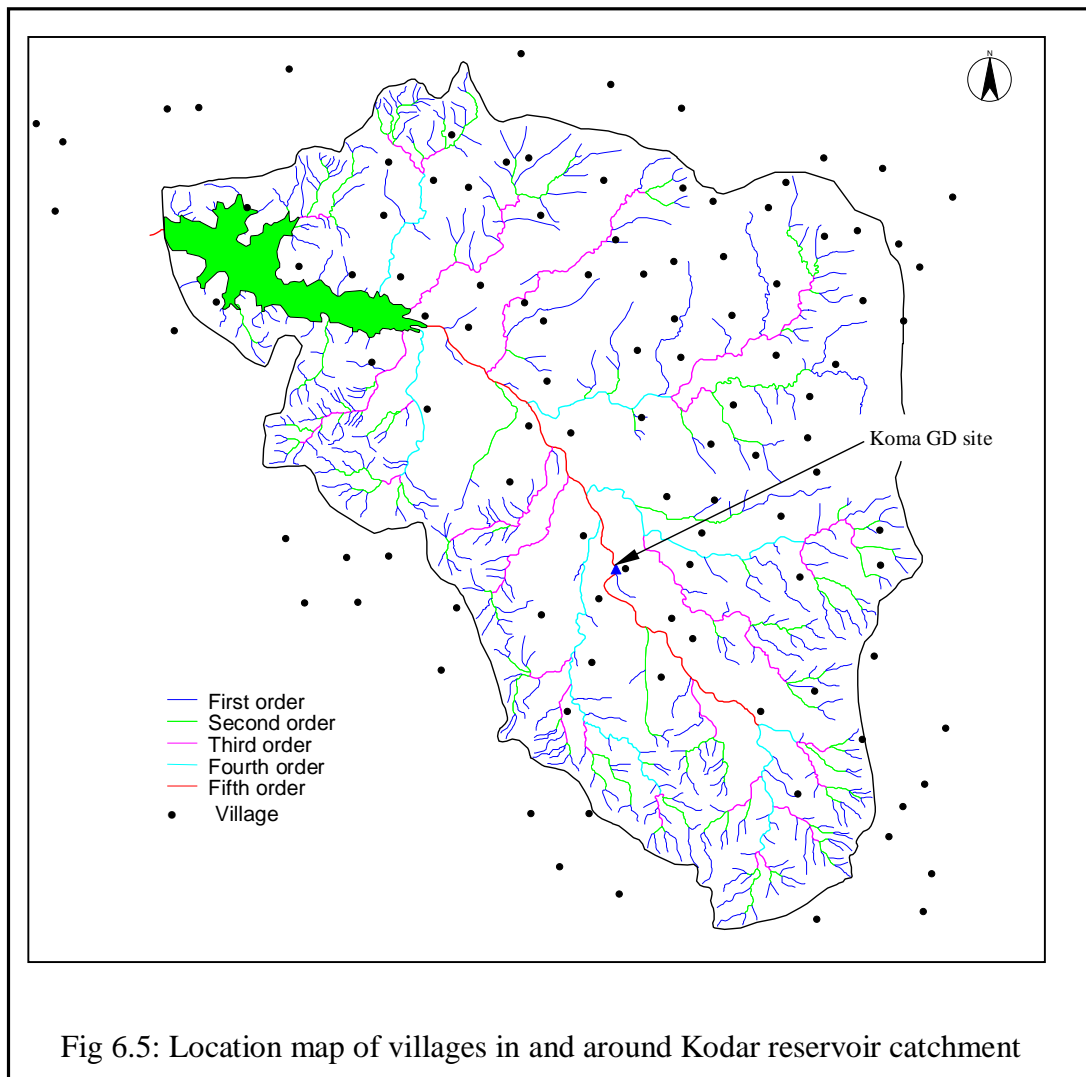 N
Koma GD site
First order
Second order
Third order
Fourth order
Fifth order
Village
Fig 6.5: Location map of villages in and around Kodar reservoir catchment